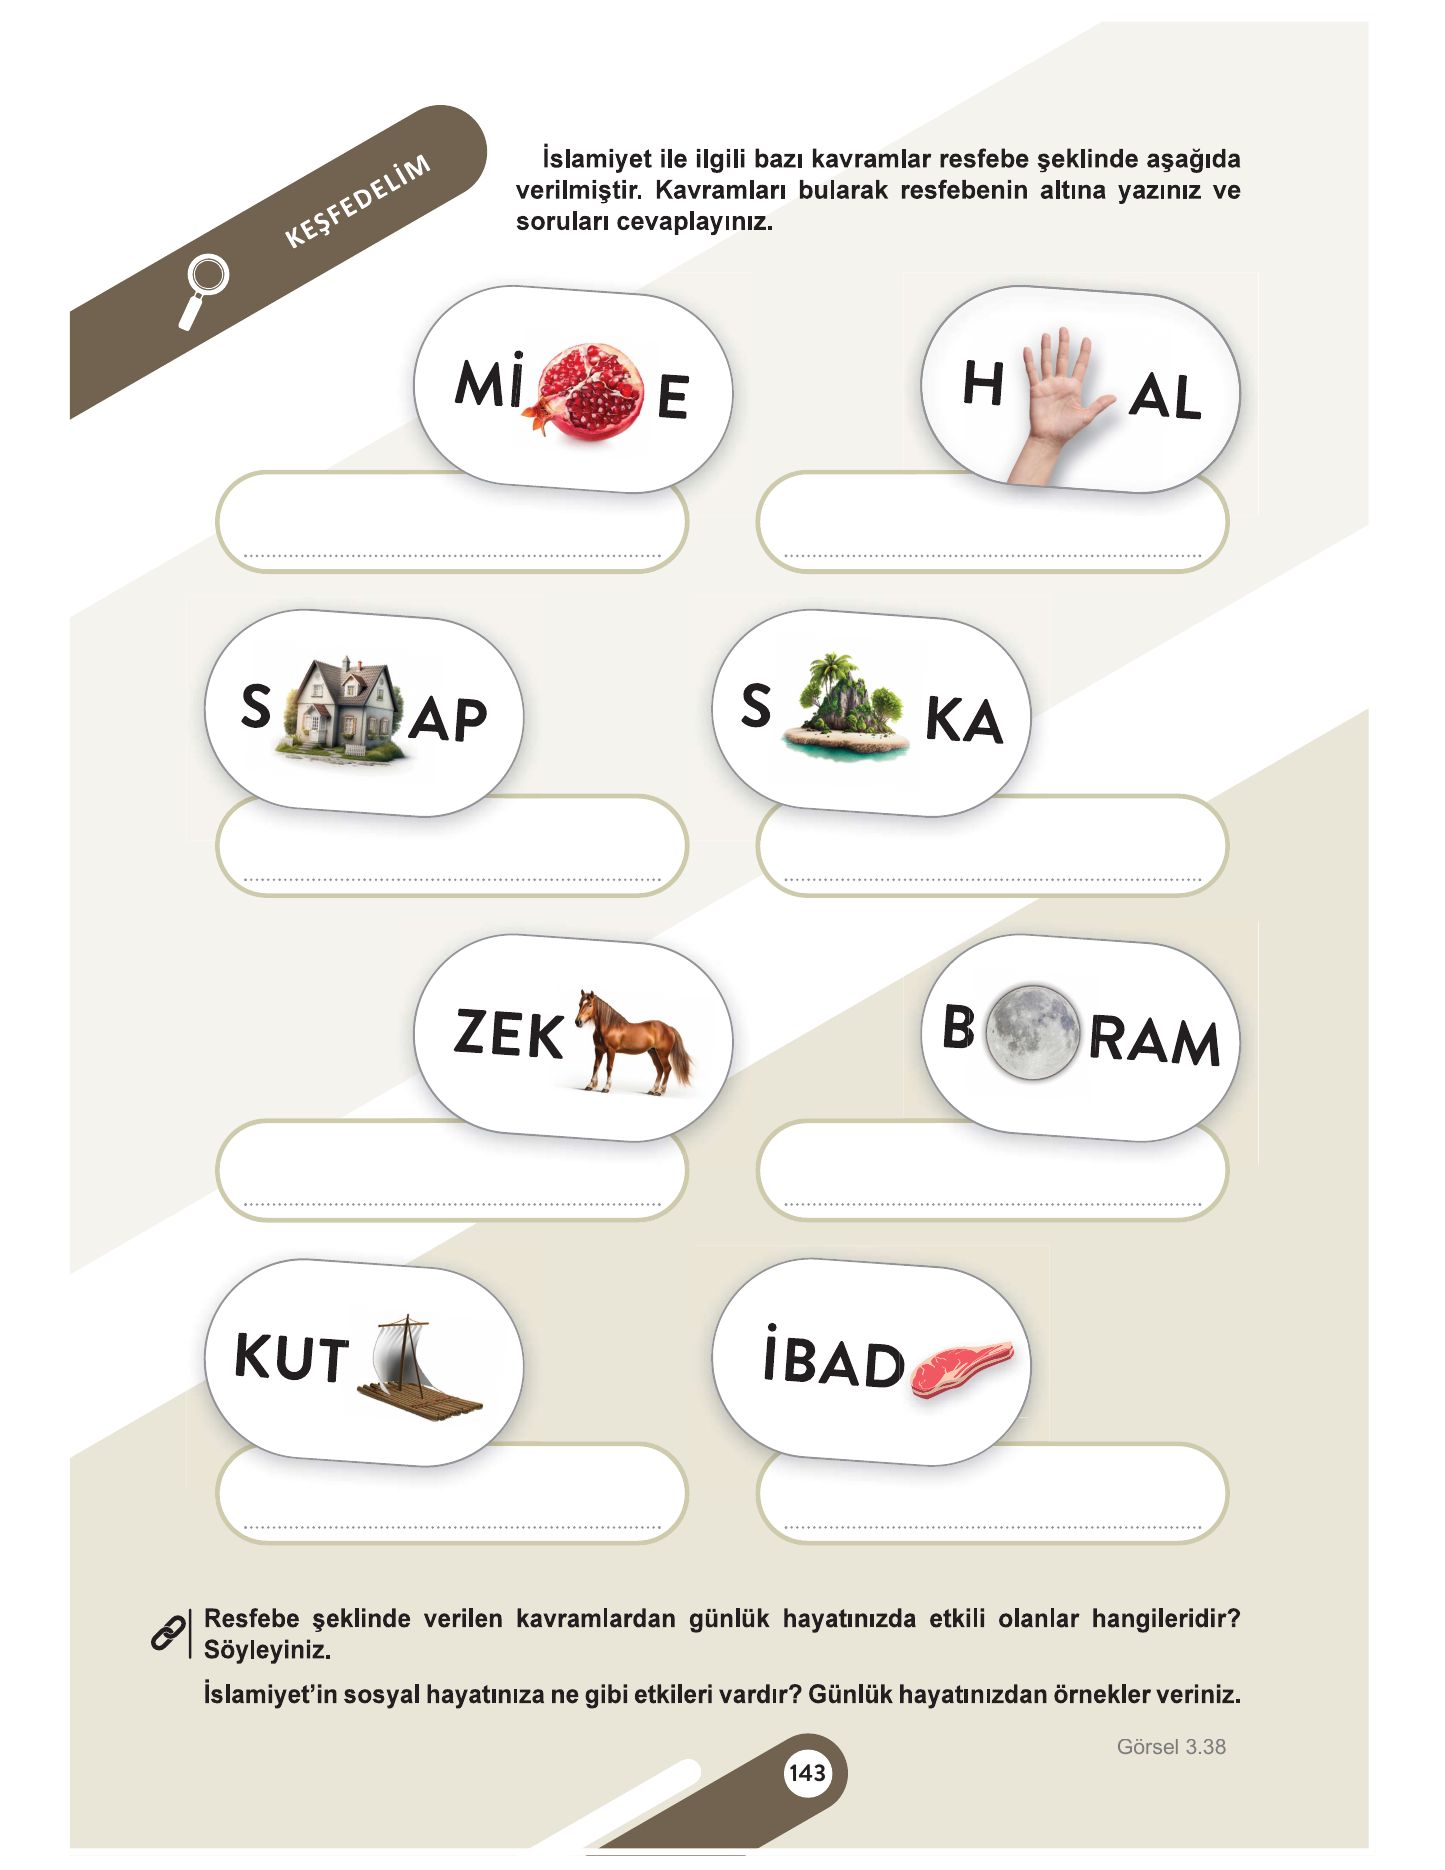 KEŞFEDELİM
İslamiyet ile ilgili bazı kavramlar resfebe şeklinde aşağıda
verilmiştir. Kavramları bularak resfebenin altına yazınız ve
soruları cevaplayınız.
Mİ E
H AL
S AP
S KA
ZEK
B RAM
KUT
İBAD
Resfebe şeklinde verilen kavramlardan günlük hayatınızda etkili olanlar hangileridir?
Söyleyiniz.
İslamiyet’in sosyal hayatınıza ne gibi etkileri vardır? Günlük hayatınızdan örnekler veriniz.
Görsel 3.38
143